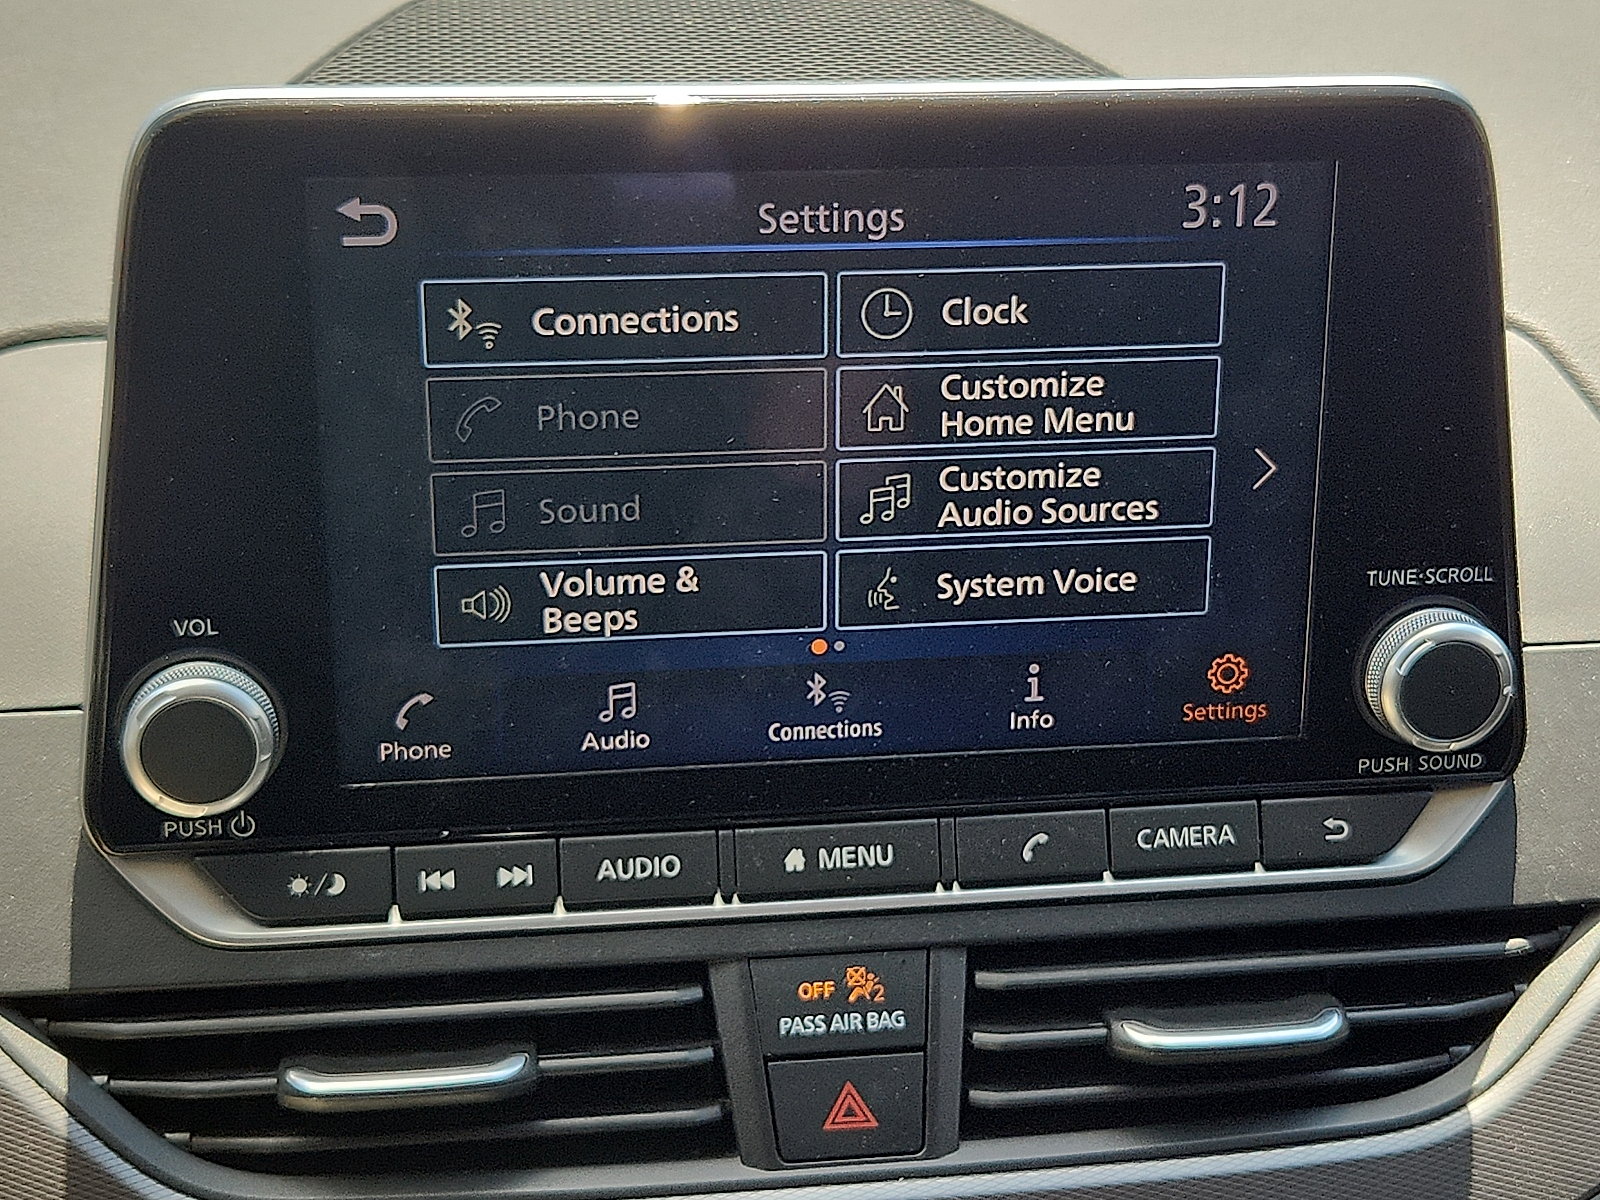 Settings
3:12
Connections
Clock
Phone
Customize
Home Menu
Sound
Customize
Audio Sources
Volume &
Beeps
System Voice
Phone
Audio
Connections
Info
Settings
VOL
PUSH
TUNE·SCROLL
PUSH SOUND
AUDIO
MENU
CAMERA
OFF
2
PASS AIR BAG